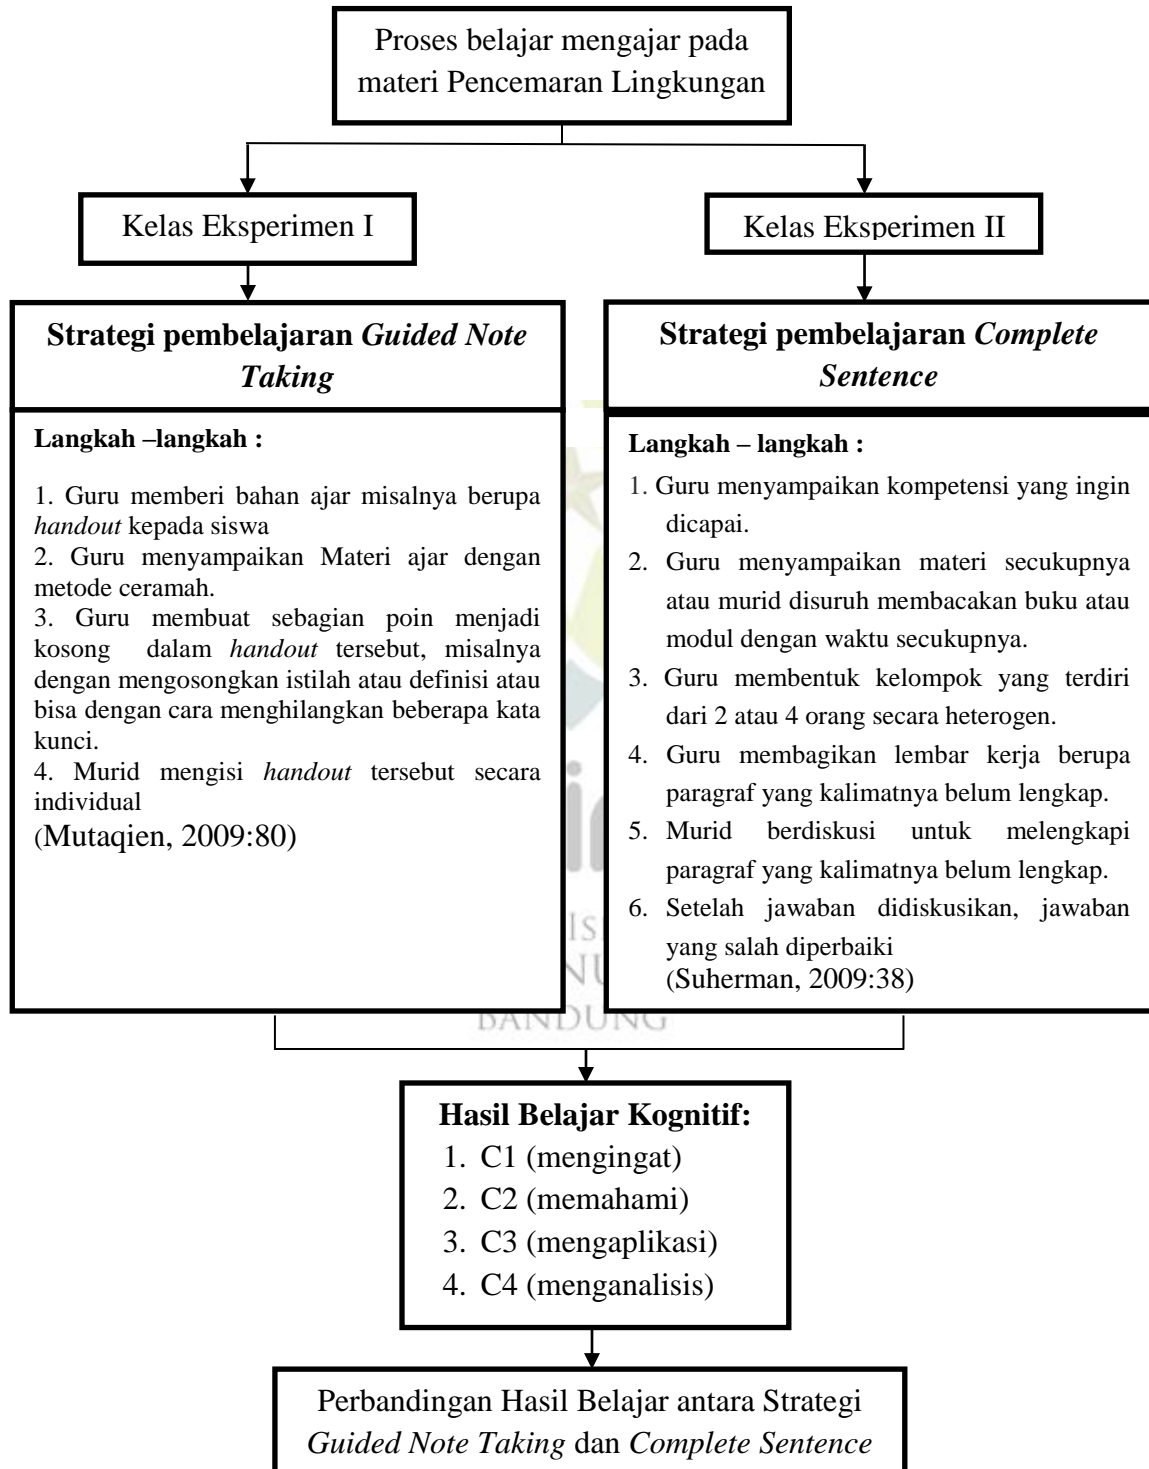 Proses belajar mengajar pada
materi Pencemaran Lingkungan
Kelas Eksperimen I
Kelas Eksperimen II
Strategi pembelajaran Guided Note
Taking
Langkah –langkah :
1. Guru memberi bahan ajar misalnya berupa
handout kepada siswa
2. Guru menyampaikan Materi ajar dengan
metode ceramah.
3. Guru membuat sebagian poin menjadi
kosong dalam handout tersebut, misalnya
dengan mengosongkan istilah atau definisi atau
bisa dengan cara menghilangkan beberapa kata
kunci.
4. Murid mengisi handout tersebut secara
individual
(Mutaqien, 2009:80)
Strategi pembelajaran Complete
Sentence
Langkah – langkah :
1. Guru menyampaikan kompetensi yang ingin
dicapai.
2. Guru menyampaikan materi secukupnya
atau murid disuruh membacakan buku atau
modul dengan waktu secukupnya.
3. Guru membentuk kelompok yang terdiri
dari 2 atau 4 orang secara heterogen.
4. Guru membagikan lembar kerja berupa
paragraf yang kalimatnya belum lengkap.
5. Murid berdiskusi untuk melengkapi
paragraf yang kalimatnya belum lengkap.
6. Setelah jawaban didiskusikan, jawaban
yang salah diperbaiki
(Suherman, 2009:38)
BANDUNG
Hasil Belajar Kognitif:
1. C1 (mengingat)
2. C2 (memahami)
3. C3 (mengaplikasi)
4. C4 (menganalisis)
Perbandingan Hasil Belajar antara Strategi
Guided Note Taking dan Complete Sentence